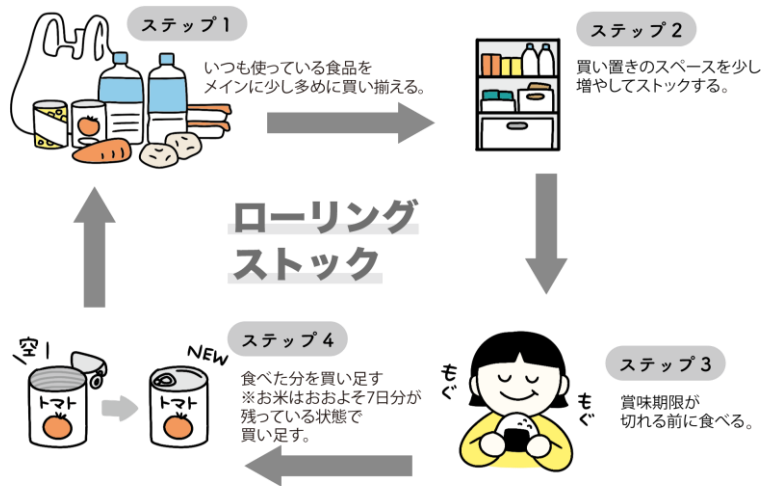 ステップ1
いつも使っている食品を
メインに少し多めに買い揃える。
ステップ2
買い置きのスペースを少し
増やしてストックする。
ローリング
ストック
ステップ3
賞味期限が
切れる前に食べる。
もぐ
もぐ
ステップ4
食べた分を買い足す
※お米はおおよそ7日分が
残っている状態で
買い足す。
空!
トマト
NEW
トマト